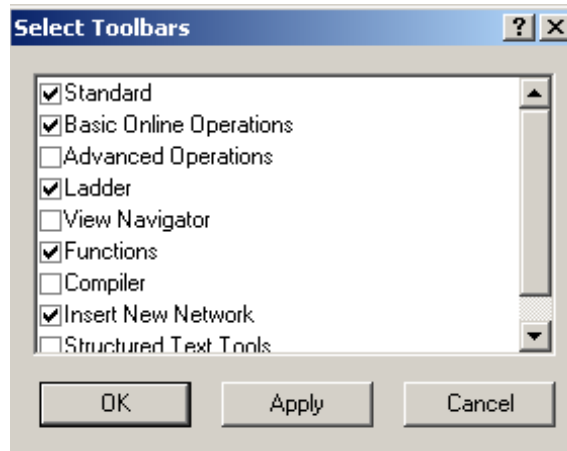 Select Toolbars
Standard
Basic Online Operations
Advanced Operations
Ladder
View Navigator
Functions
Compiler
Insert New Network
Structured Text Tools
OK Apply Cancel